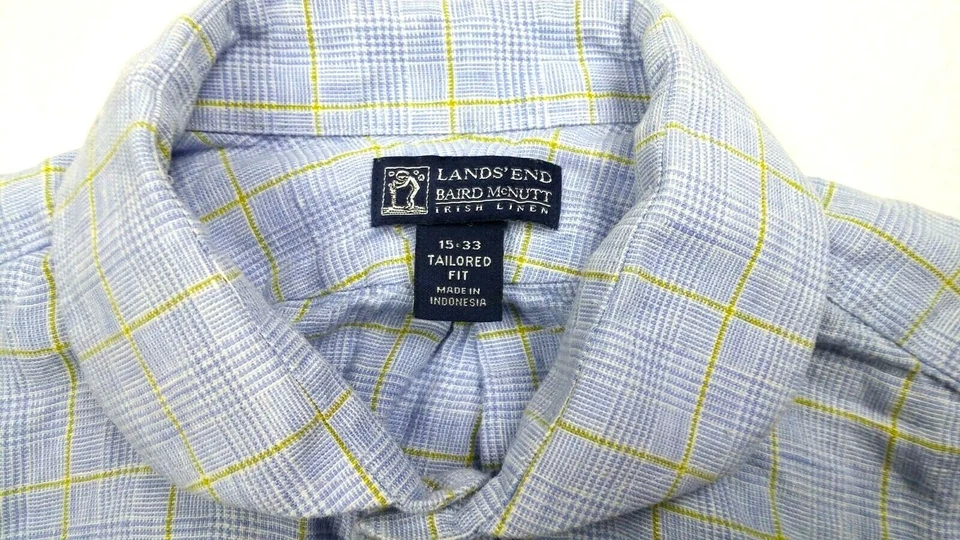 LANDS' END
BAIRD McNUTT
IRISH LINEN
15-33
TAILORED
FIT
MADE IN
INDONESIA